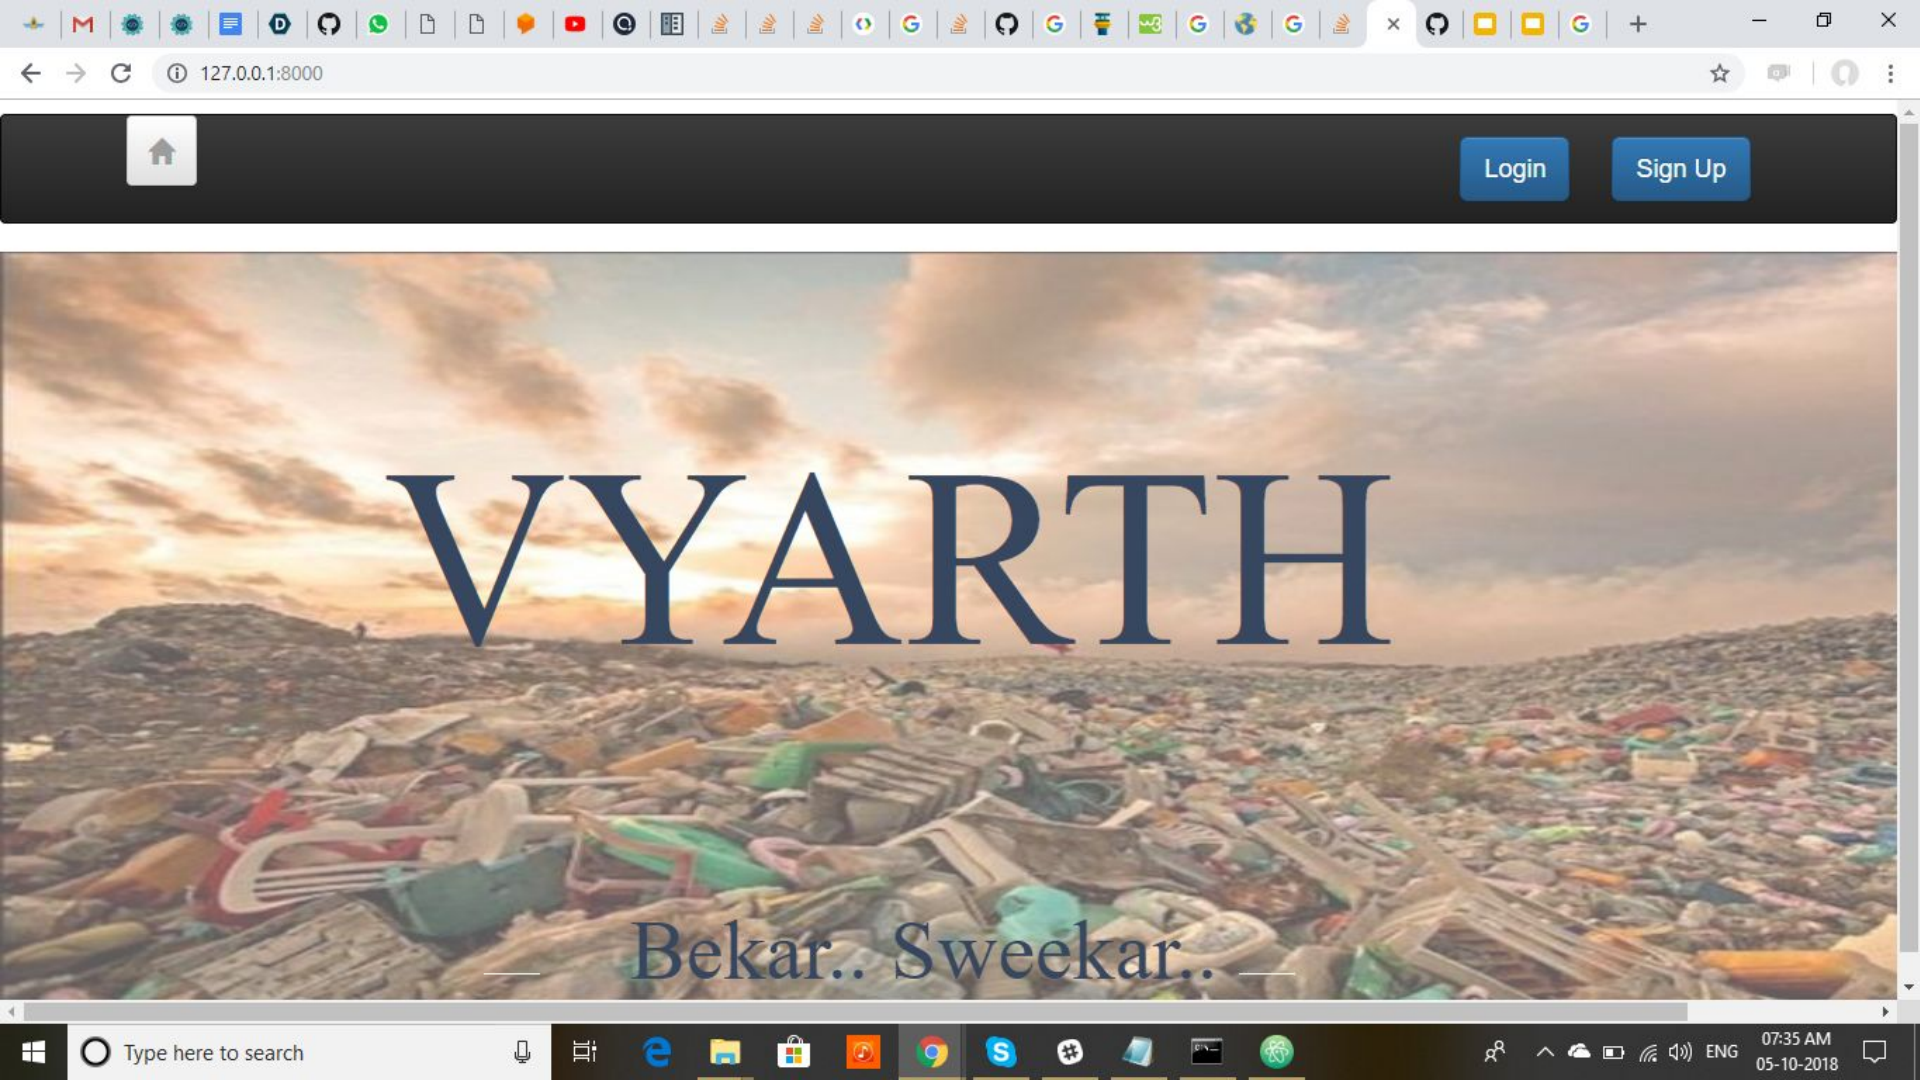 127.0.0.1:8000
Login
Sign Up
VYARTH
Bekar.. Sweekar..
Type here to search
ENG
07:35 AM
05-10-2018